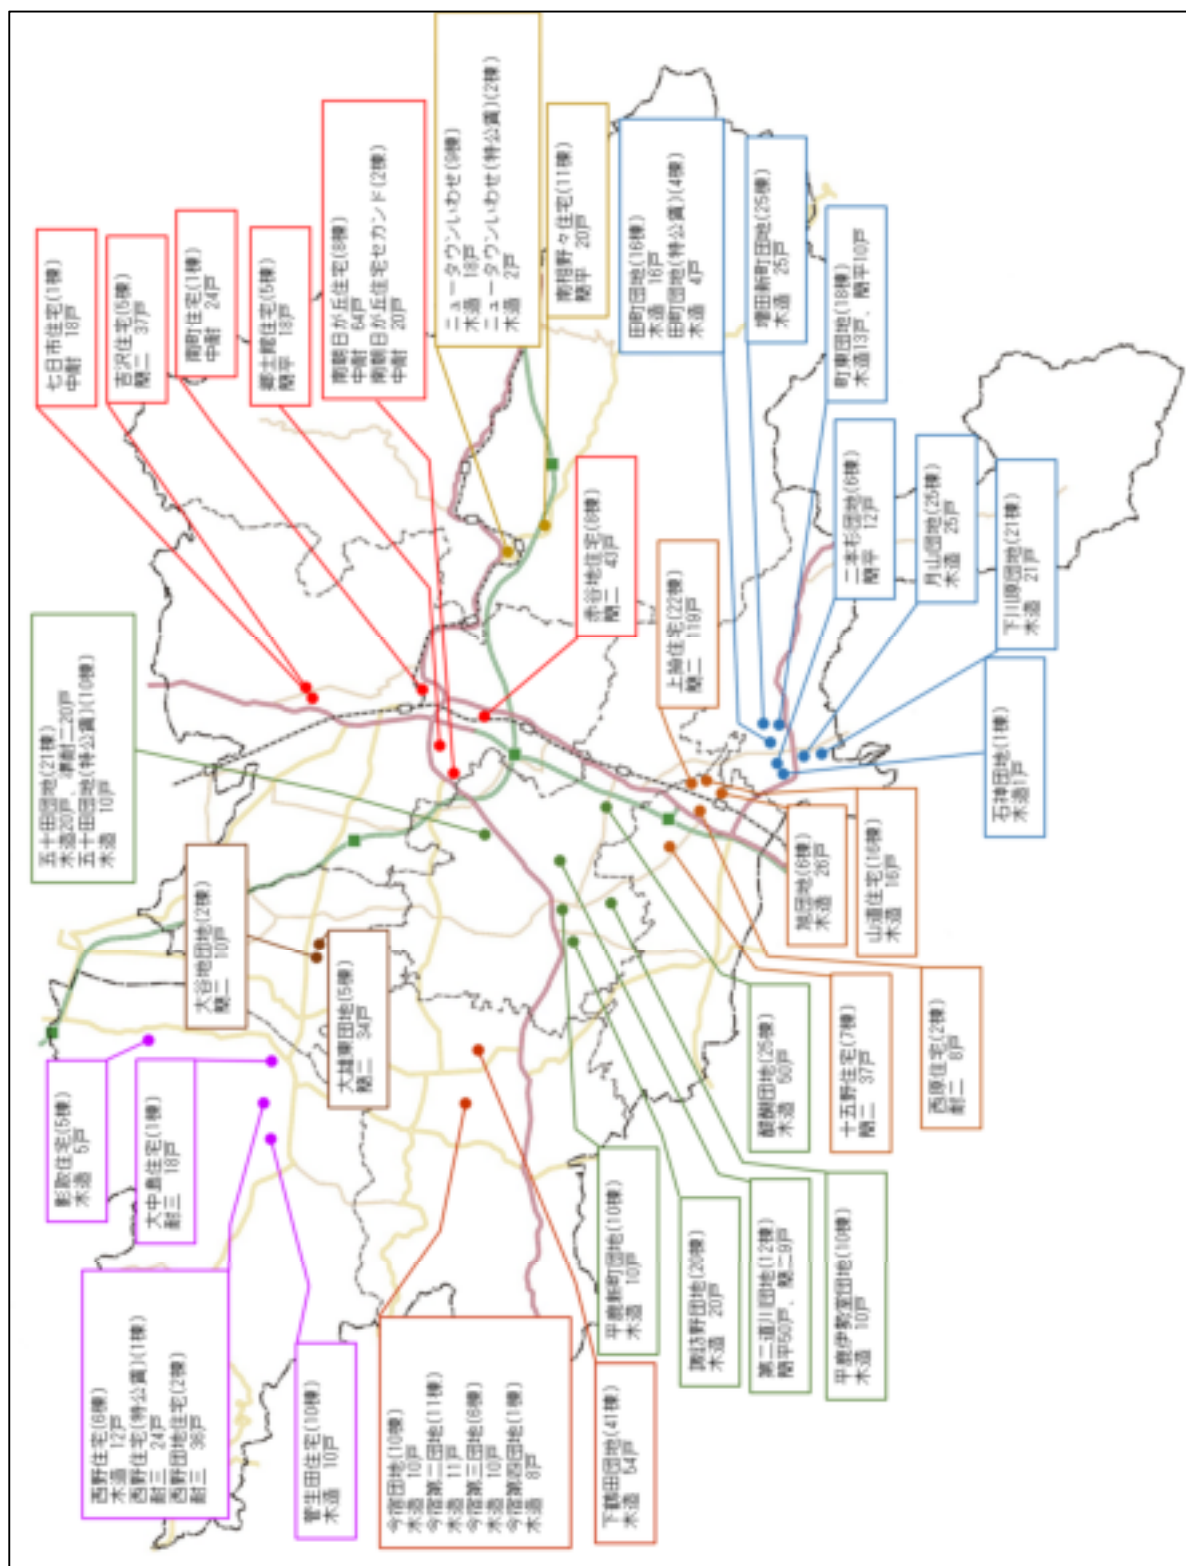 七日市住宅(1棟)
中耐　18戸
吉沢住宅(5棟)
簡二　37戸
南町住宅(1棟)
中耐　24戸
郷士館住宅(5棟)
簡平　18戸
南朝日が丘住宅(8棟)
中耐　64戸
南朝日が丘住宅セカンド(2棟)
中耐　20戸
ニュータウンいわせ(9棟)
木造　18戸
ニュータウンいわせ(特公賃)(2棟)
木造　2戸
南相野々住宅(11棟)
簡平　20戸
田町団地(16棟)
木造　16戸
田町団地(特公賃)(4棟)
木造　4戸
増田新町団地(25棟)
木造　25戸
町東団地(18棟)
木造13戸、簡平10戸
二本杉団地(6棟)
簡平　12戸
月山団地(25棟)
木造　25戸
下川原団地(21棟)
木造　21戸
石神団地(1棟)
木造1戸
赤谷地住宅(8棟)
簡二　43戸
上掵住宅(22棟)
簡二　119戸
五十田団地(21棟)
木造20戸、準耐二20戸
五十田団地(特公賃)(10棟)
木造　10戸
大谷地団地(2棟)
簡二　10戸
大雄東団地(5棟)
簡二　34戸
旭団地(6棟)
木造　26戸
山道住宅(16棟)
木造　16戸
影取住宅(5棟)
木造　5戸
大中島住宅(1棟)
耐三　18戸
西野住宅(6棟)
木造　12戸
西野住宅(特公賃)(1棟)
耐三　24戸
西野団地住宅(2棟)
耐三　36戸
菅生田住宅(10棟)
木造　10戸
今宿団地(10棟)
木造　10戸
今宿第二団地(11棟)
木造　11戸
今宿第三団地(6棟)
木造　10戸
今宿第四団地(1棟)
木造　8戸
下鶴田団地(41棟)
木造　54戸
平鹿新町団地(10棟)
木造　10戸
諏訪野団地(20棟)
木造　20戸
第二道川団地(12棟)
簡平50戸、簡二9戸
平鹿伊勢堂団地(10棟)
木造　10戸
醍醐団地(25棟)
木造　50戸
十五野住宅(7棟)
簡二　37戸
西原住宅(2棟)
耐二　8戸